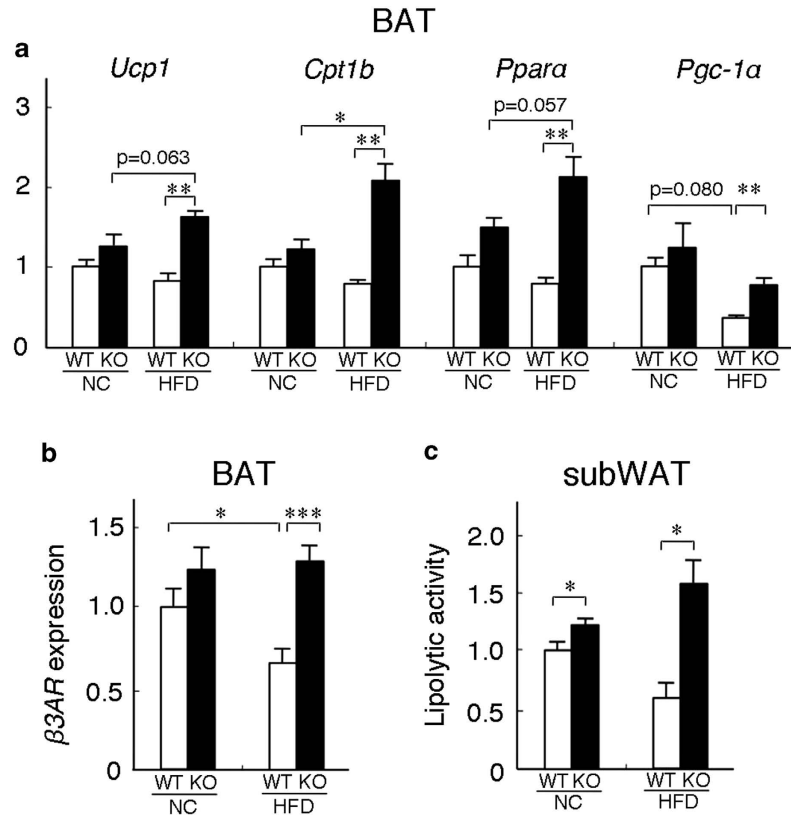 BAT
a
Ucp1 Cpt1b Pparα Pgc-1α
3
2
1
0
p=0.063
**
*
**
p=0.057
**
p=0.080
**
WT KO WT KO WT KO WT KO WT KO WT KO WT KO WT KO
NC HFD NC HFD NC HFD NC HFD
b
BAT
β3AR expression
1.5
1.0
0.5
0
*
***
WT KO WT KO
NC HFD
c
subWAT
Lipolytic activity
2.0
1.5
1.0
0.5
0
*
*
WT KO WT KO
NC HFD